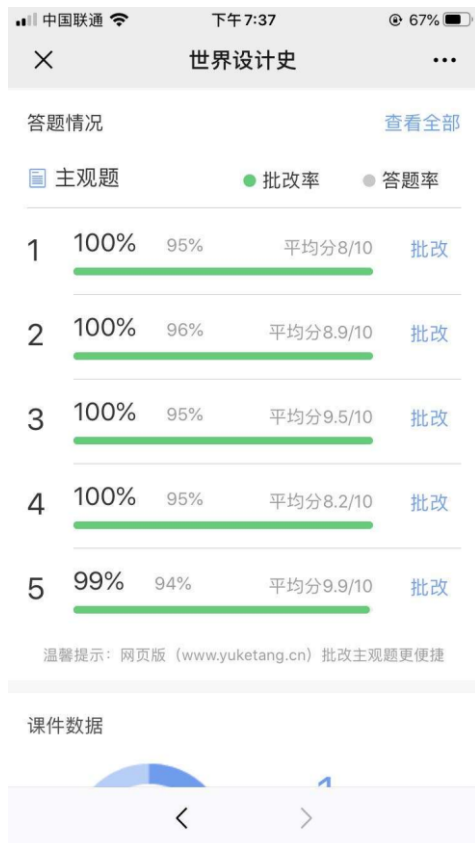 中国联通 下午7:37 67%
世界设计史
答题情况 查看全部
主观题 批改率 答题率
1 100% 95% 平均分8/10 批改
2 100% 96% 平均分8.9/10 批改
3 100% 95% 平均分9.5/10 批改
4 100% 95% 平均分8.2/10 批改
5 99% 94% 平均分9.9/10 批改
温馨提示：网页版（www.yuketang.cn）批改主观题更便捷
课件数据